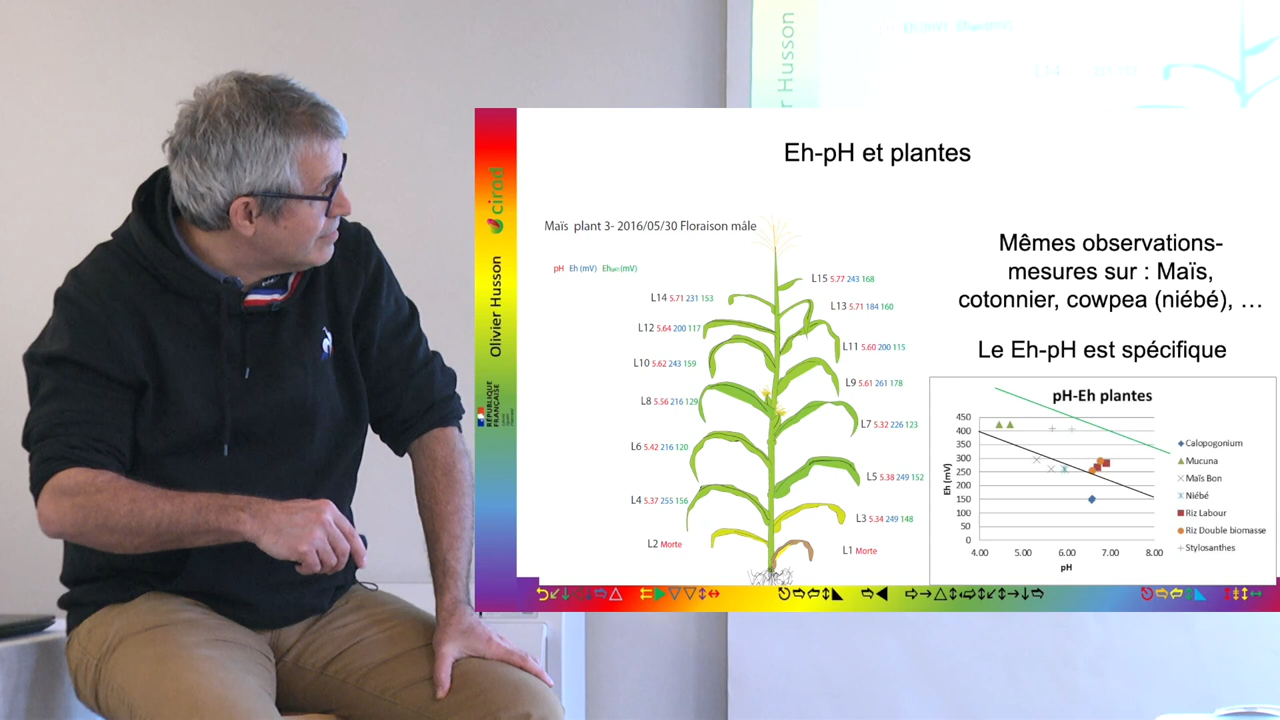 Husson
cirad
Olivier Husson
RÉPUBLIQUE
FRANÇAISE
Eh-pH et plantes
Maïs plant 3- 2016/05/30 Floraison mâle
pH Eh (mV) EhpH7(mV)
L15 5.77 243 168
L14 5.71 231 153
L13 5.71 184 160
L12 5.64 200 117
L11 5.60 200 115
L10 5.62 243 159
L9 5.61 261 178
L8 5.56 216 129
L7 5.32 226 123
L6 5.42 216 120
L5 5.38 249 152
L4 5.37 255 156
L3 5.34 249 148
L2 Morte
L1 Morte
Mêmes observations-
mesures sur : Maïs,
cotonnier, cowpea (niébé), …
Le Eh-pH est spécifique
pH-Eh plantes
Eh (mV)
450
400
350
300
250
200
150
100
50
0
4.00 5.00 6.00 7.00 8.00
pH
Calopogonium
Mucuna
Maïs Bon
Niébé
Riz Labour
Riz Double biomasse
Stylosanthes